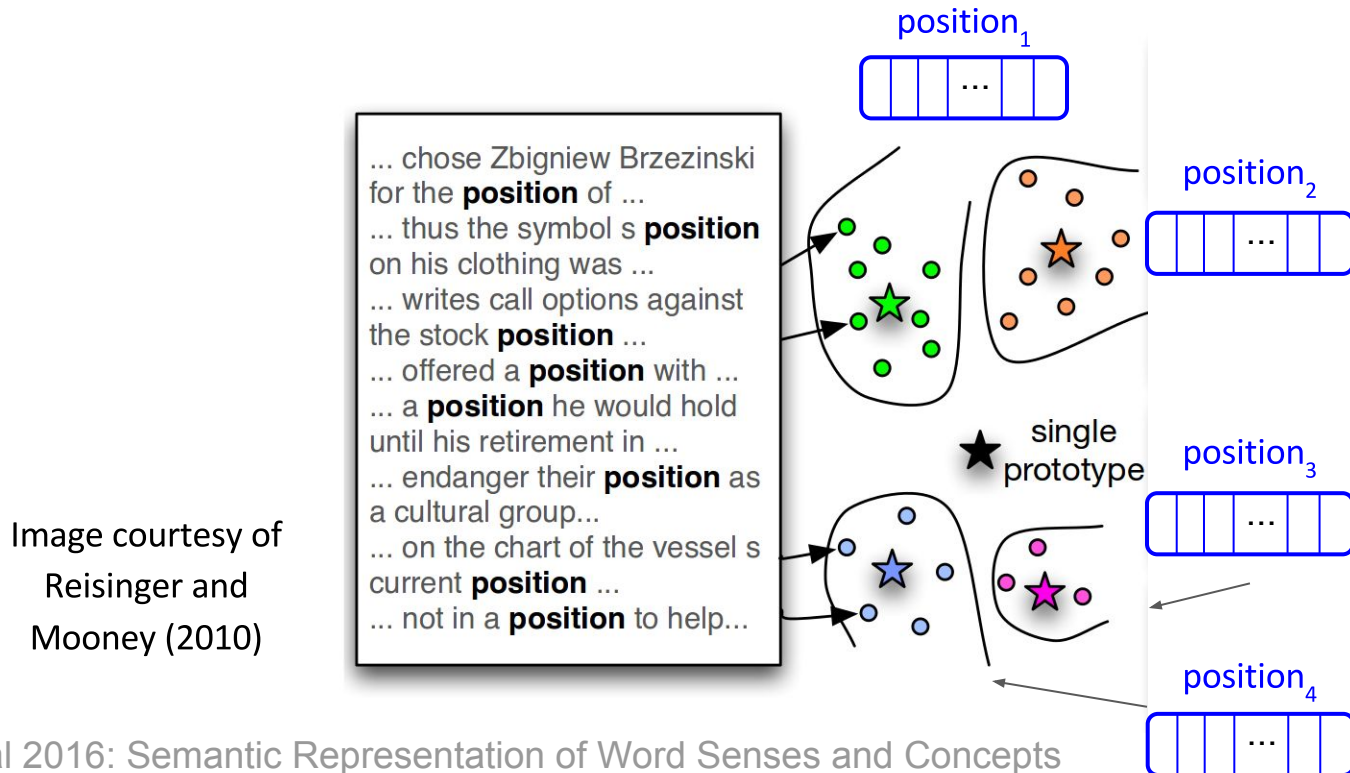 position1
...
... chose Zbigniew Brzezinski
for the position of ...
... thus the symbol s position
on his clothing was ...
... writes call options against
the stock position ...
... offered a position with ...
... a position he would hold
until his retirement in ...
... endanger their position as
a cultural group...
... on the chart of the vessel s
current position ...
... not in a position to help...
position2
...
single
prototype
position3
...
position4
...
Image courtesy of
Reisinger and
Mooney (2010)
2016: Semantic Representation of Word Senses and Concepts